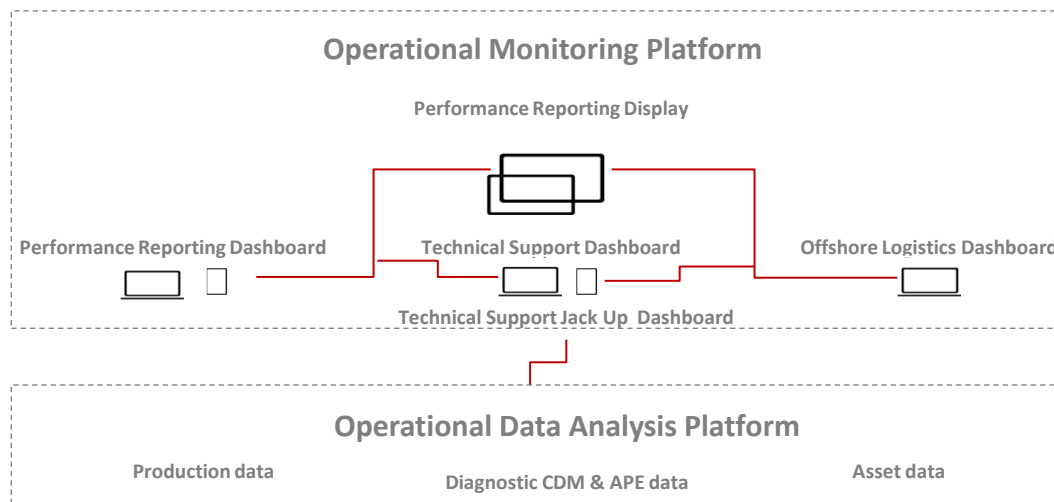 Operational Monitoring Platform
Performance Reporting Display
Performance Reporting Dashboard
Technical Support Dashboard
Offshore Logistics Dashboard
Technical Support Jack Up Dashboard
Operational Data Analysis Platform
Production data
Diagnostic CDM & APE data
Asset data